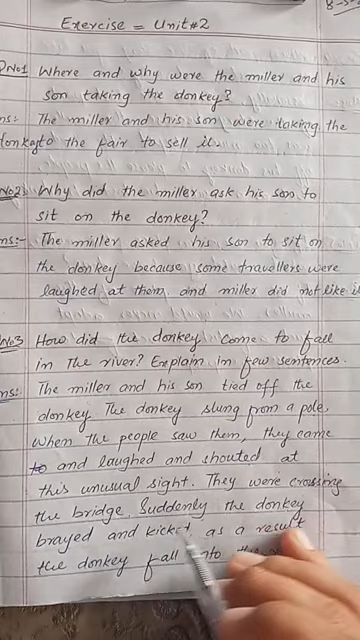 Exercise = Unit #2
QNo1 Where and why were the miller and his
son taking the donkey?
ns: The miller and his son were taking the
donkey to the fair to sell it.
No2 Why did the miller ask his son to
sit on the donkey?
ns:- The miller asked his son to sit on
the donkey because some travellers were
laughed at them and miller did not like it
No3 How did the donkey come to fall
in the river? Explain in few sentences.
ns: The miller and his son tied off the
donkey. The donkey slung from a pole,
when the people saw them, they came
to and laughed and shouted at
this unusual sight. They were crossing
the bridge. Suddenly the donkey
brayed and kicked as a result
the donkey fall into the